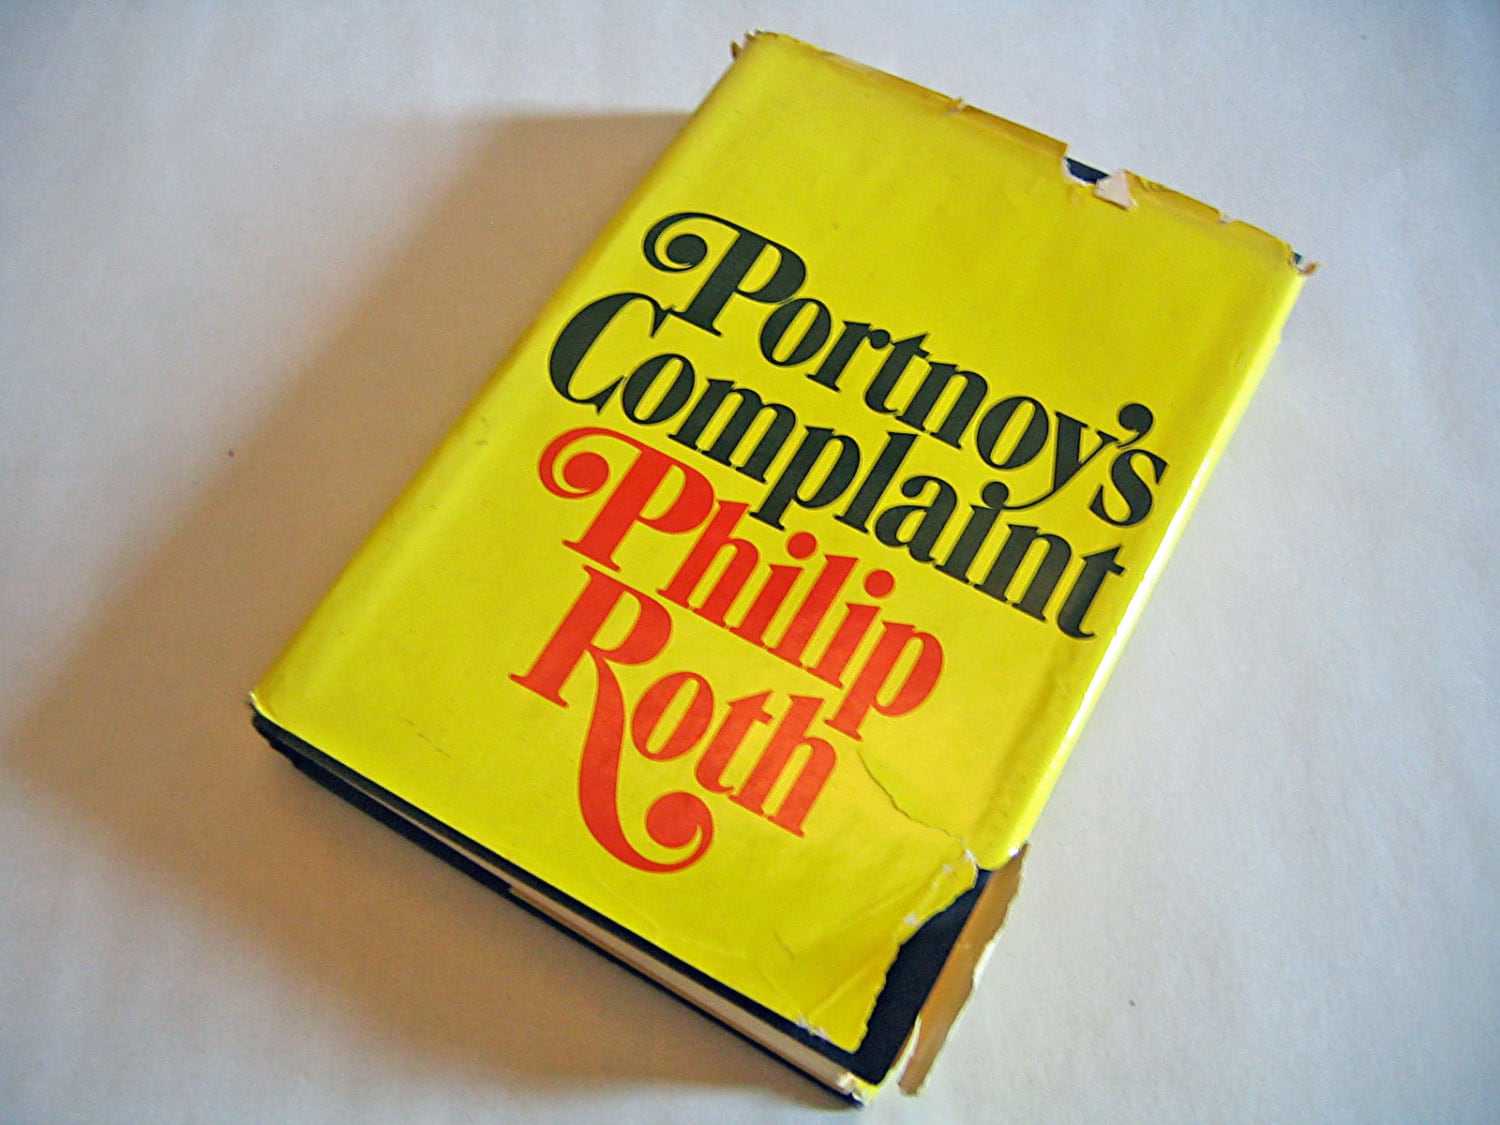 Portnoy's
Complaint
Philip
Roth